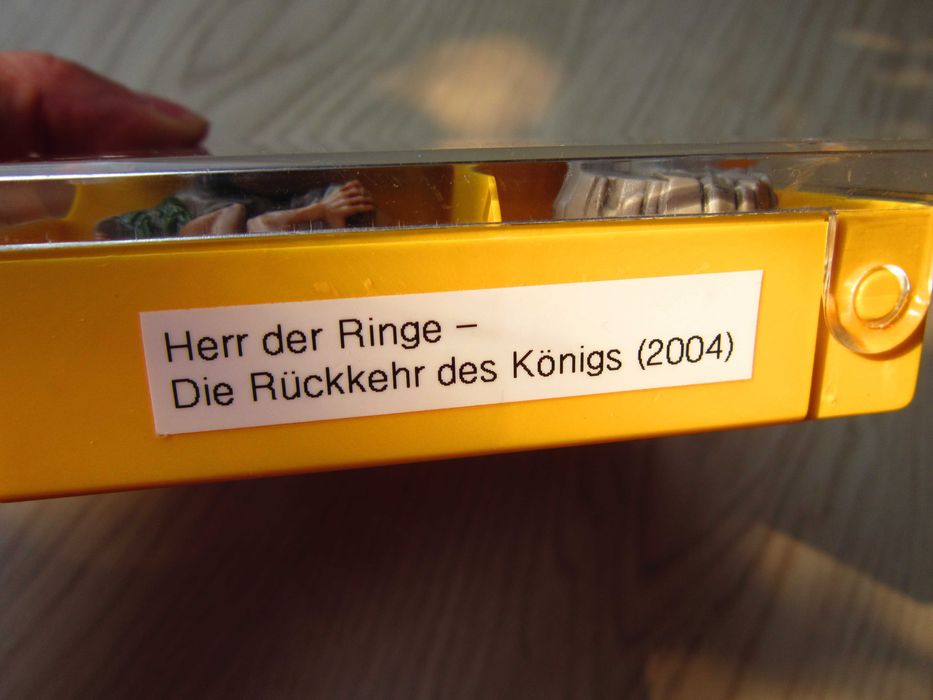 Herr der Ringe –
Die Rückkehr des Königs (2004)